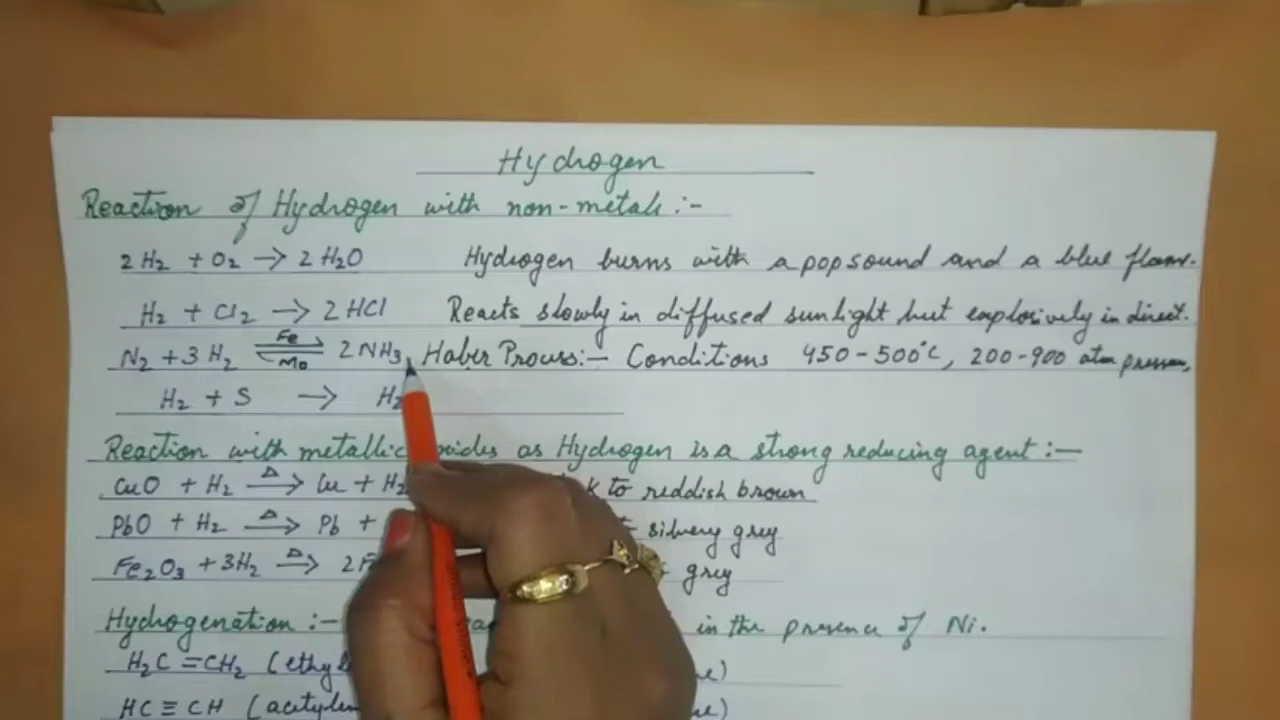 Hydrogen
Reaction of Hydrogen with non-metals :-
2H₂ + O₂ → 2H₂O Hydrogen burns with a pop sound and a blue flame.
H₂ + Cl₂ → 2HCl Reacts slowly in diffused sunlight but explosively in direct.
N₂ + 3H₂ ⇌ Fe Mo 2NH₃, Haber Process:- Conditions 450-500°C, 200-900 atm pressure,
H₂ + S → H₂
Reaction with metallic oxides as Hydrogen is a strong reducing agent :-
CuO + H₂ △→ Cu + H₂ to reddish brown
PbO + H₂ △→ Pb + silvery grey
Fe₂O₃ + 3H₂ △→ 2 grey
Hydrogenation :- in the presence of Ni.
H₂C = CH₂
HC ≡ CH